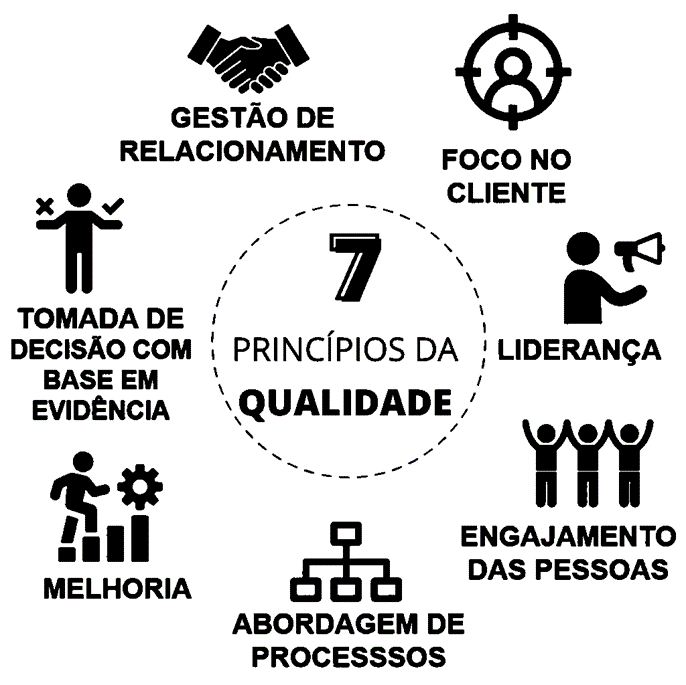 GESTÃO DE
RELACIONAMENTO
FOCO NO
CLIENTE
TOMADA DE
DECISÃO COM
BASE EM
EVIDÊNCIA
7
PRINCÍPIOS DA
QUALIDADE
LIDERANÇA
ENGAJAMENTO
DAS PESSOAS
MELHORIA
ABORDAGEM DE
PROCESSSOS